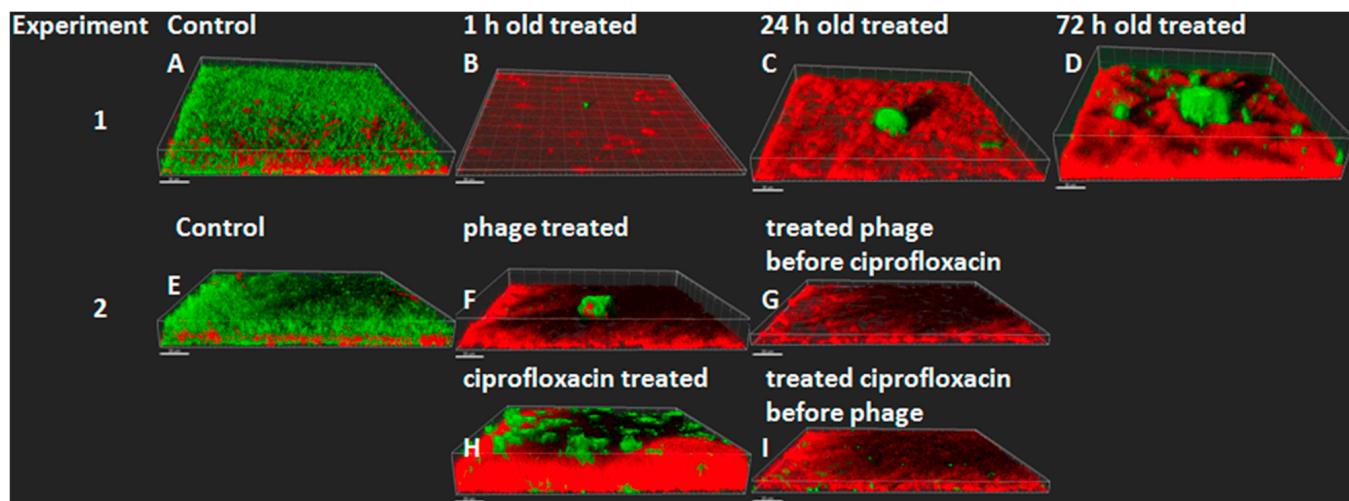 Experiment Control 1 h old treated 24 h old treated 72 h old treated
A B C D
1
Control phage treated treated phage
before ciprofloxacin
E F G
2
ciprofloxacin treated treated ciprofloxacin
before phage
H I